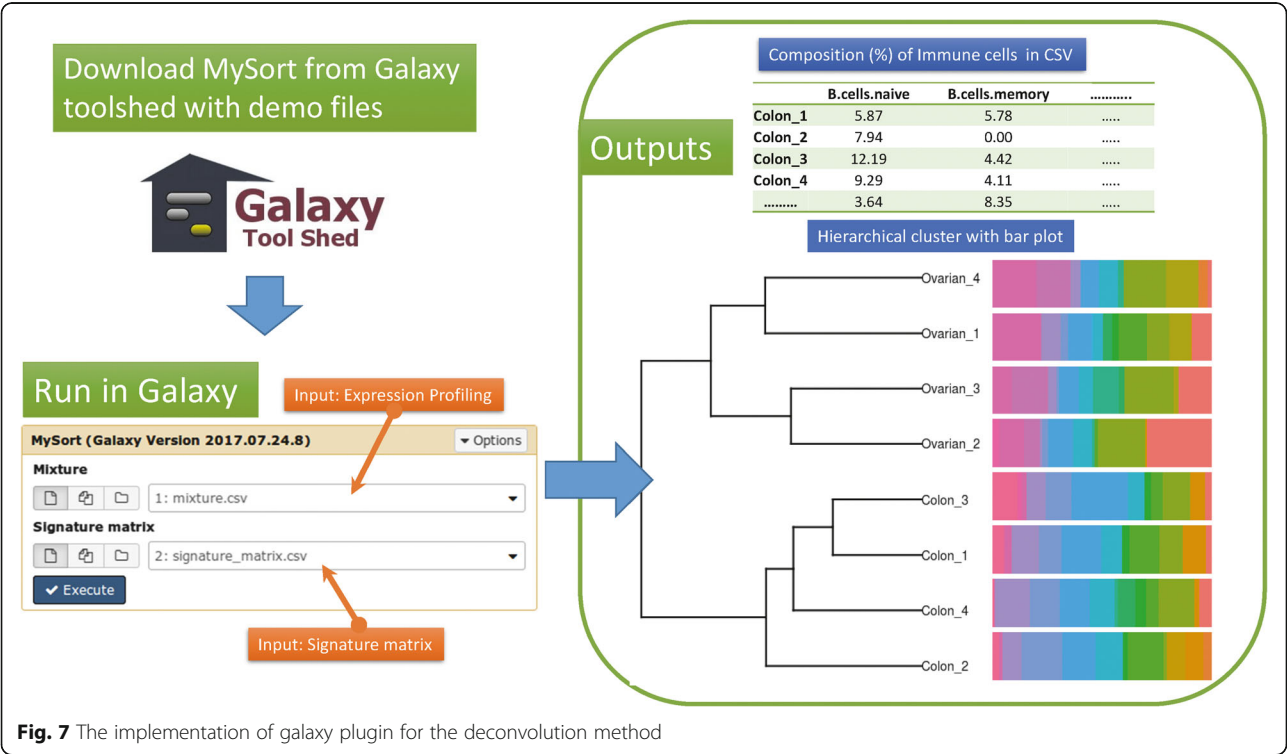 Download MySort from Galaxy
toolshed with demo files
Galaxy
Tool Shed
Run in Galaxy
Input: Expression Profiling
MySort (Galaxy Version 2017.07.24.8)
Options
Mixture
1: mixture.csv
Signature matrix
2: signature_matrix.csv
Execute
Input: Signature matrix
Outputs
Composition (%) of Immune cells in CSV
B.cells.naive B.cells.memory ………..
Colon_1 5.87 5.78 …..
Colon_2 7.94 0.00 …..
Colon_3 12.19 4.42 …..
Colon_4 9.29 4.11 …..
……… 3.64 8.35 …..
Hierarchical cluster with bar plot
Ovarian_4
Ovarian_1
Ovarian_3
Ovarian_2
Colon_3
Colon_1
Colon_4
Colon_2
Fig. 7 The implementation of galaxy plugin for the deconvolution method